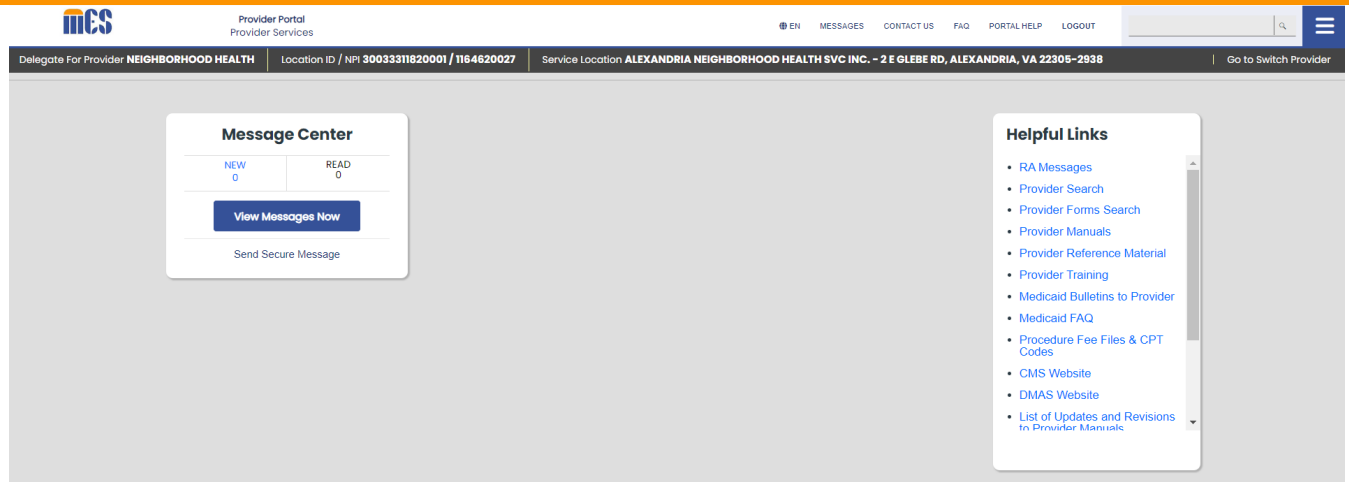 mES
Provider Portal
Provider Services
EN MESSAGES CONTACT US FAQ PORTAL HELP LOGOUT
Delegate For Provider NEIGHBORHOOD HEALTH Location ID / NPI 30033311820001 / 1164620027 Service Location ALEXANDRIA NEIGHBORHOOD HEALTH SVC INC. - 2 E GLEBE RD, ALEXANDRIA, VA 22305-2938 | Go to Switch Provider
Message Center
NEW READ
0 0
View Messages Now
Send Secure Message
Helpful Links
• RA Messages
• Provider Search
• Provider Forms Search
• Provider Manuals
• Provider Reference Material
• Provider Training
• Medicaid Bulletins to Provider
• Medicaid FAQ
• Procedure Fee Files & CPT
Codes
• CMS Website
• DMAS Website
• List of Updates and Revisions
to Provider Manuals